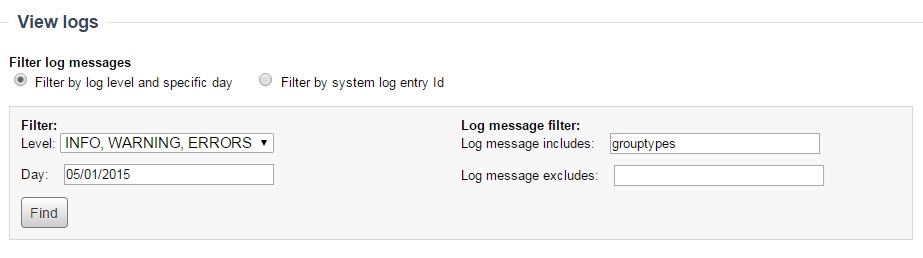 View logs
Filter log messages
Filter by log level and specific day Filter by system log entry Id
Filter: Log message filter:
Level: INFO, WARNING, ERRORS Log message includes: grouptypes
Day: 05/01/2015 Log message excludes:
Find